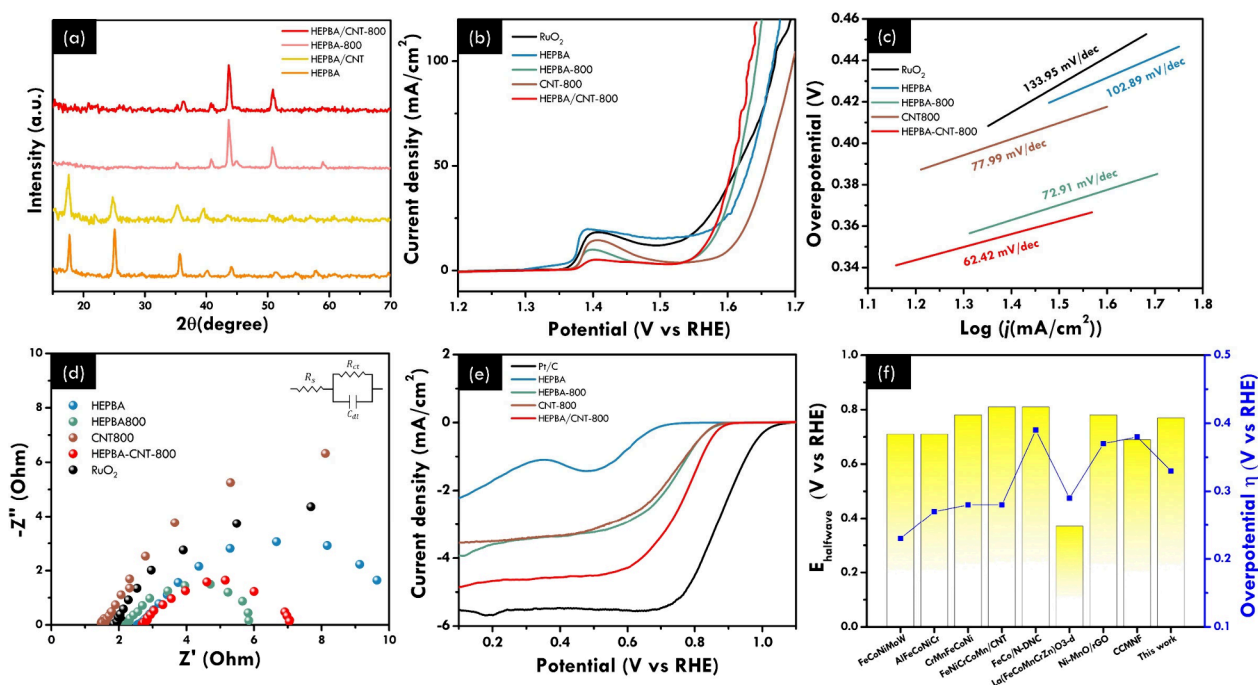 (a)
HEPBA/CNT-800
HEPBA-800
HEPBA/CNT
HEPBA
Intensity (a.u.)
20
30
40
50
60
70
2θ(degree)
(b)
RuO2
HEPBA
HEPBA-800
CNT-800
HEPBA/CNT-800
Current density (mA/cm²)
100
50
0
1.2
1.3
1.4
1.5
1.6
1.7
Potential (V vs RHE)
(c)
RuO2
HEPBA
HEPBA-800
CNT800
HEPBA-CNT-800
133.95 mV/dec
102.89 mV/dec
77.99 mV/dec
72.91 mV/dec
62.42 mV/dec
Overepotential (V)
0.46
0.44
0.42
0.40
0.38
0.36
0.34
1.1
1.2
1.3
1.4
1.5
1.6
1.7
1.8
Log (j(mA/cm²))
(d)
HEPBA
HEPBA800
CNT800
HEPBA-CNT-800
RuO2
Rs
Rct
Cdl
-Z'' (Ohm)
10
8
6
4
2
0
0
2
4
6
8
10
Z' (Ohm)
(e)
Pt/C
HEPBA
HEPBA-800
CNT-800
HEPBA/CNT-800
Current density (mA/cm²)
2
0
-2
-4
-6
0.2
0.4
0.6
0.8
1.0
Potential (V vs RHE)
(f)
Ehalfwave (V vs RHE)
1.0
0.8
0.6
0.4
0.2
0.0
0.5
0.4
0.3
0.2
0.1
Overpotential η (V vs RHE)
FeCoNiMoW
AlFeCoNiCr
CrMnFeCoNi
FeNiCrCoMn/CNT
FeCo/N-DNC
La(FeCoMnCrZn)O3-d
Ni-MnO/rGO
CCMNF
This work